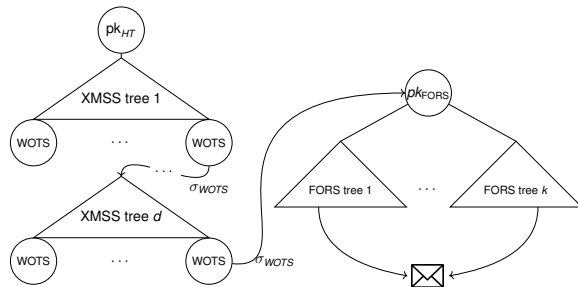 pk_HT
XMSS tree 1
WOTS
...
WOTS
...
σ_WOTS
XMSS tree d
WOTS
...
WOTS
σ_WOTS
pk_FORS
FORS tree 1
...
FORS tree k